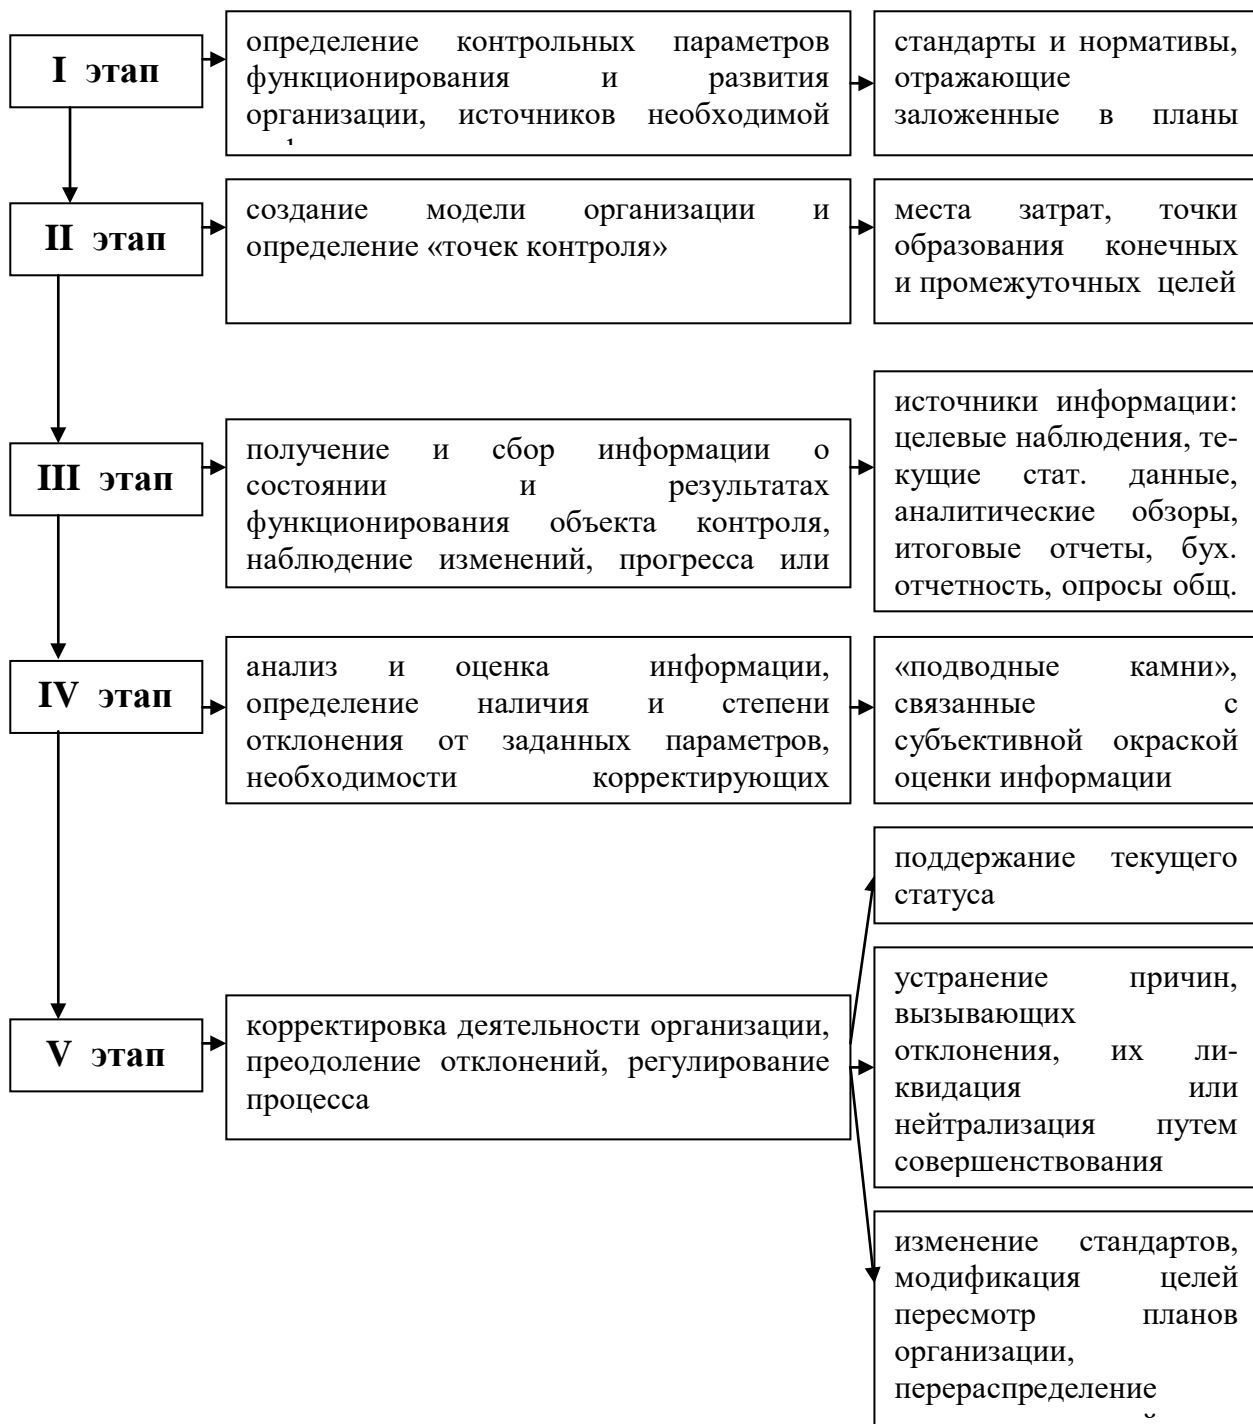 I этап
определение контрольных параметров
функционирования и развития
организации, источников необходимой
стандарты и нормативы,
отражающие
заложенные в планы
II этап
создание модели организации и
определение «точек контроля»
места затрат, точки
образования конечных
и промежуточных целей
III этап
получение и сбор информации о
состоянии и результатах
функционирования объекта контроля,
наблюдение изменений, прогресса или
источники информации:
целевые наблюдения, те-
кущие стат. данные,
аналитические обзоры,
итоговые отчеты, бух.
отчетность, опросы общ.
IV этап
анализ и оценка информации,
определение наличия и степени
отклонения от заданных параметров,
необходимости корректирующих
«подводные камни»,
связанные с
субъективной окраской
оценки информации
V этап
корректировка деятельности организации,
преодоление отклонений, регулирование
процесса
поддержание текущего
статуса
устранение причин,
вызывающих
отклонения, их ли-
квидация или
нейтрализация путем
совершенствования
изменение стандартов,
модификация целей
пересмотр планов
организации,
перераспределение